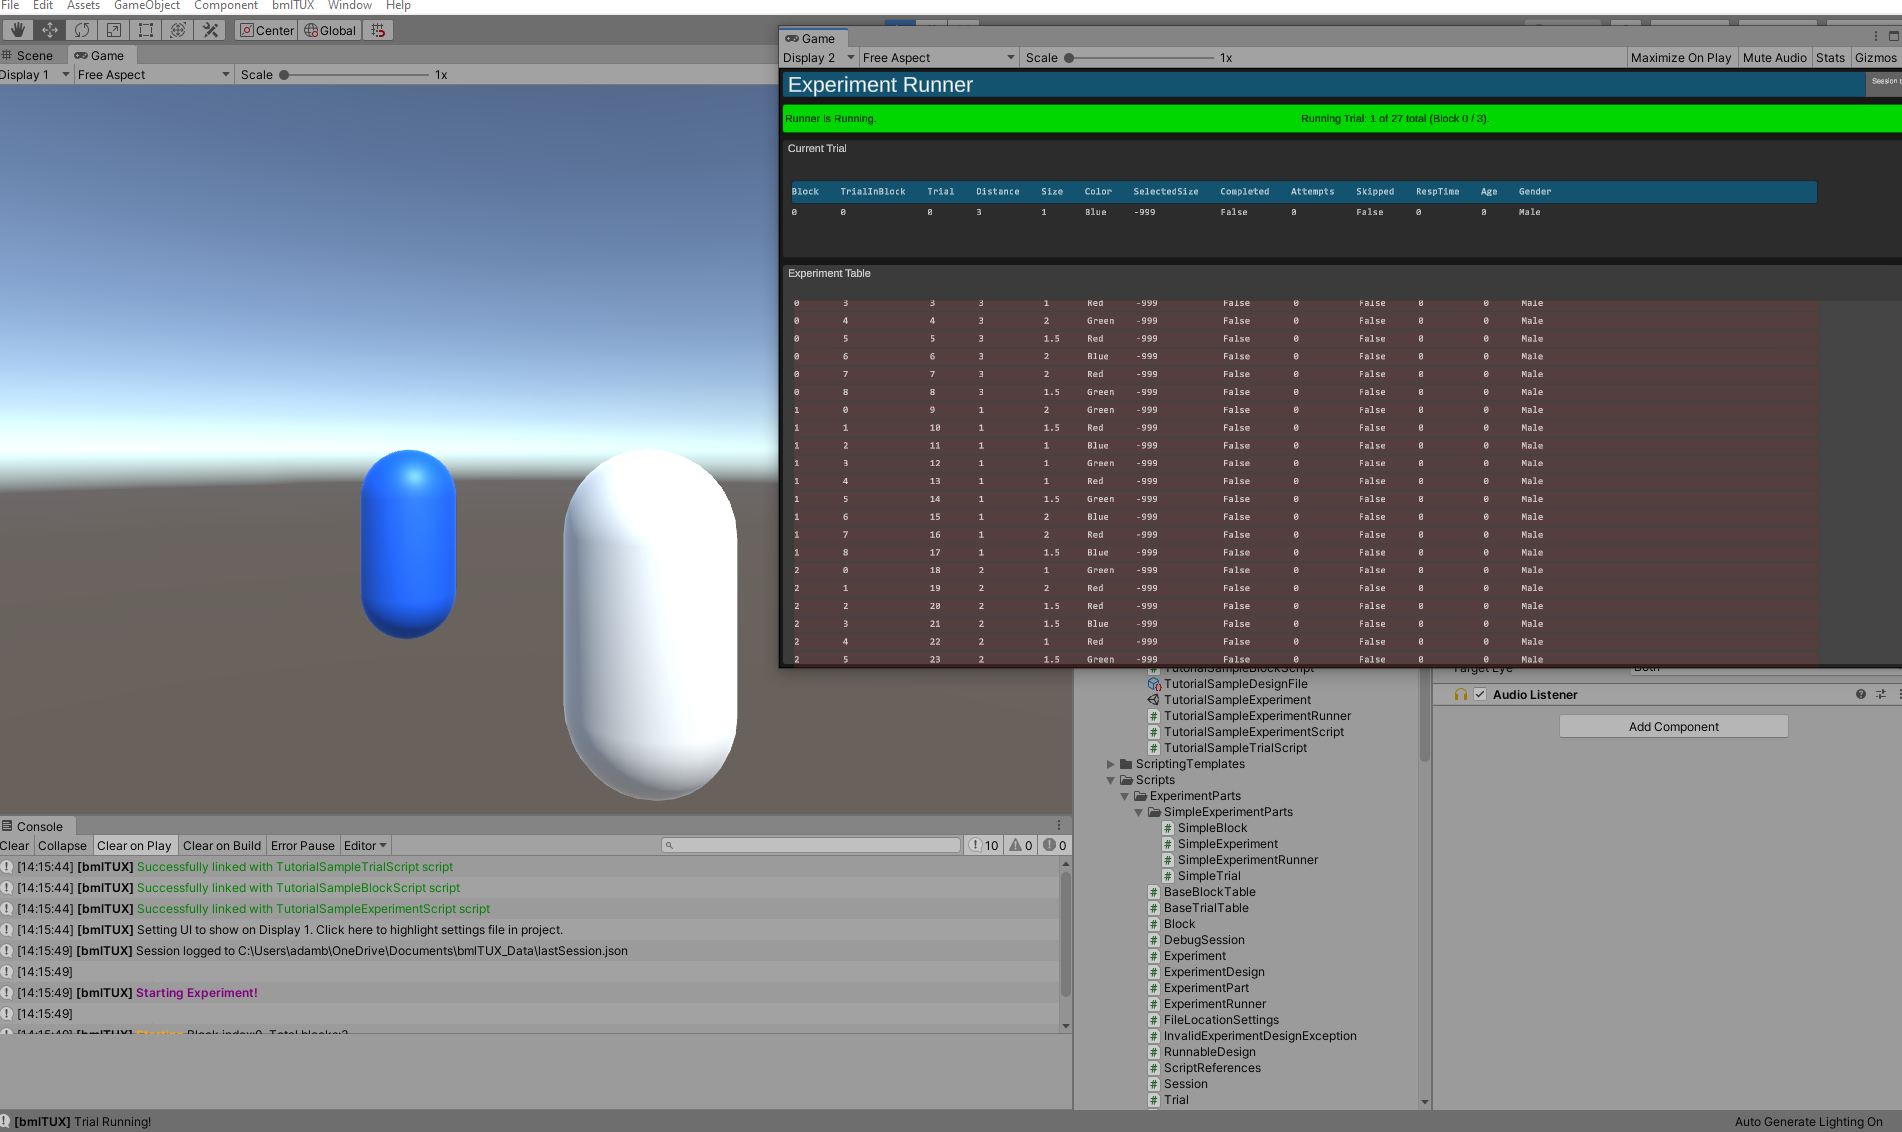 File Edit Assets GameObject Component bmlTUX Window Help
Center Global
Scene Game
Display 1 Free Aspect Scale 1x
Game
Display 2 Free Aspect Scale 1x Maximize On Play Mute Audio Stats Gizmos
Experiment Runner
Session
Runner is Running. Running Trial: 1 of 27 total (Block 0 / 3).
Current Trial
Block TrialInBlock Trial Distance Size Color SelectedSize Completed Attempts Skipped RespTime Age Gender
0 0 0 3 1 Blue -999 False 0 False 0 0 Male
Experiment Table
0 3 3 3 1 Red -999 False 0 False 0 0 Male
0 4 4 3 2 Green -999 False 0 False 0 0 Male
0 5 5 3 1.5 Red -999 False 0 False 0 0 Male
0 6 6 3 2 Blue -999 False 0 False 0 0 Male
0 7 7 3 2 Red -999 False 0 False 0 0 Male
0 8 8 3 1.5 Green -999 False 0 False 0 0 Male
1 0 9 1 2 Green -999 False 0 False 0 0 Male
1 1 10 1 1.5 Red -999 False 0 False 0 0 Male
1 2 11 1 1 Blue -999 False 0 False 0 0 Male
1 3 12 1 1 Green -999 False 0 False 0 0 Male
1 4 13 1 1 Red -999 False 0 False 0 0 Male
1 5 14 1 1.5 Green -999 False 0 False 0 0 Male
1 6 15 1 2 Blue -999 False 0 False 0 0 Male
1 7 16 1 2 Red -999 False 0 False 0 0 Male
1 8 17 1 1.5 Blue -999 False 0 False 0 0 Male
2 0 18 2 1 Green -999 False 0 False 0 0 Male
2 1 19 2 2 Red -999 False 0 False 0 0 Male
2 2 20 2 1.5 Red -999 False 0 False 0 0 Male
2 3 21 2 1.5 Blue -999 False 0 False 0 0 Male
2 4 22 2 1 Red -999 False 0 False 0 0 Male
2 5 23 2 1.5 Green -999 False 0 False 0 0 Male
TutorialSampleBlockScript
TutorialSampleDesignFile
TutorialSampleExperiment
TutorialSampleExperimentRunner
TutorialSampleExperimentScript
TutorialSampleTrialScript
ScriptingTemplates
Scripts
ExperimentParts
SimpleExperimentParts
SimpleBlock
SimpleExperiment
SimpleExperimentRunner
SimpleTrial
BaseBlockTable
BaseTrialTable
Block
DebugSession
Experiment
ExperimentDesign
ExperimentPart
ExperimentRunner
FileLocationSettings
InvalidExperimentDesignException
RunnableDesign
ScriptReferences
Session
Trial
Target Eye Both
Audio Listener
Add Component
Console
Clear Collapse Clear on Play Clear on Build Error Pause Editor 10 0 0
[14:15:44] [bmlTUX] Successfully linked with TutorialSampleTrialScript script
[14:15:44] [bmlTUX] Successfully linked with TutorialSampleBlockScript script
[14:15:44] [bmlTUX] Successfully linked with TutorialSampleExperimentScript script
[14:15:44] [bmlTUX] Setting UI to show on Display 1. Click here to highlight settings file in project.
[14:15:49] [bmlTUX] Session logged to C:\Users\adamb\OneDrive\Documents\bmlTUX_Data\lastSession.json
[14:15:49]
[14:15:49] [bmlTUX] Starting Experiment!
[14:15:49]
[14:15:49] [bmlTUX] Starting Block index:0, Total blocks:3
[bmlTUX] Trial Running!
Auto Generate Lighting On